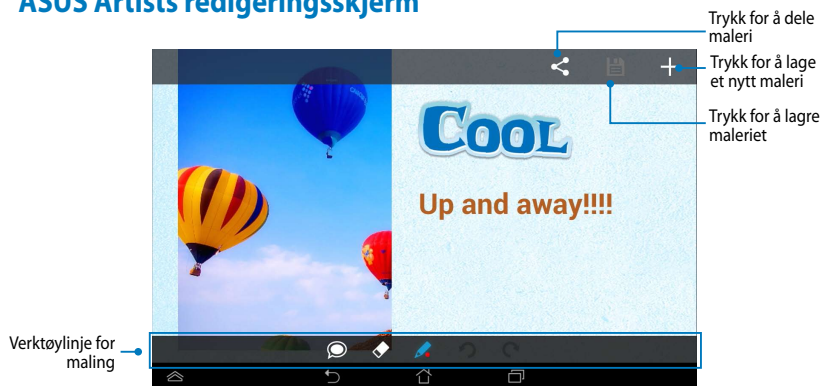 ASUS Artists redigeringsskjerm
Trykk for å dele
maleri
Trykk for å lage
et nytt maleri
Trykk for å lagre
maleriet
COOL
Up and away!!!!
Verktøylinje for
maling